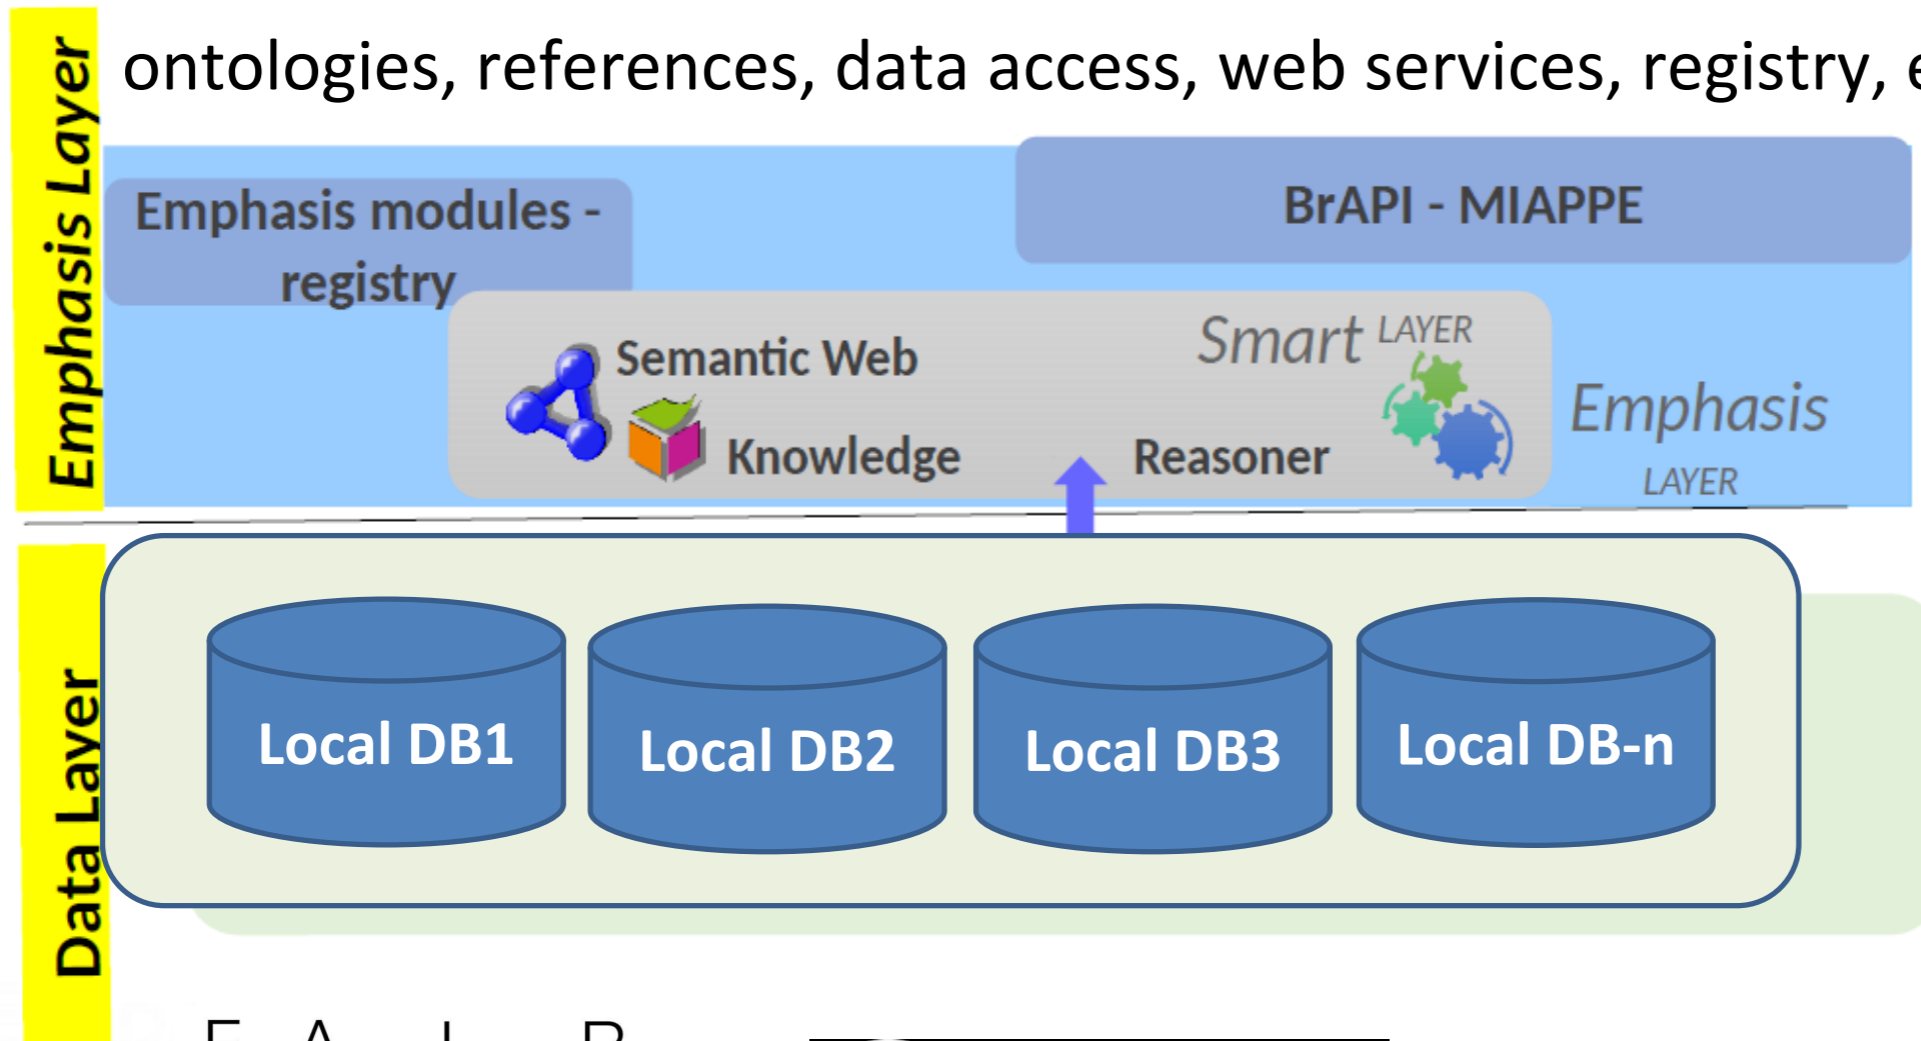 Emphasis Layer
ontologies, references, data access, web services, registry,
Emphasis modules -
registry
BrAPI - MIAPPE
Smart LAYER
Semantic Web
Knowledge
Reasoner
Emphasis
LAYER
Data Layer
Local DB1
Local DB2
Local DB3
Local DB-n
F A I R